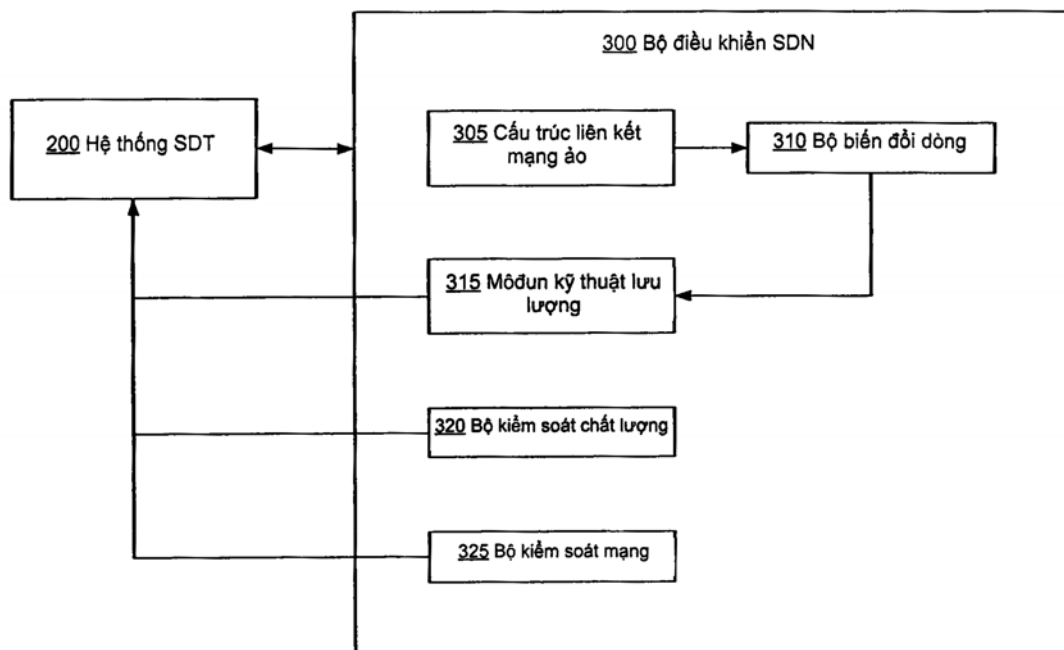 300 Bộ điều khiển SDN
200 Hệ thống SDT
305 Cấu trúc liên kết
mạng ảo
310 Bộ biến đổi dòng
315 Môđun kỹ thuật lưu
lượng
320 Bộ kiểm soát chất lượng
325 Bộ kiểm soát mạng